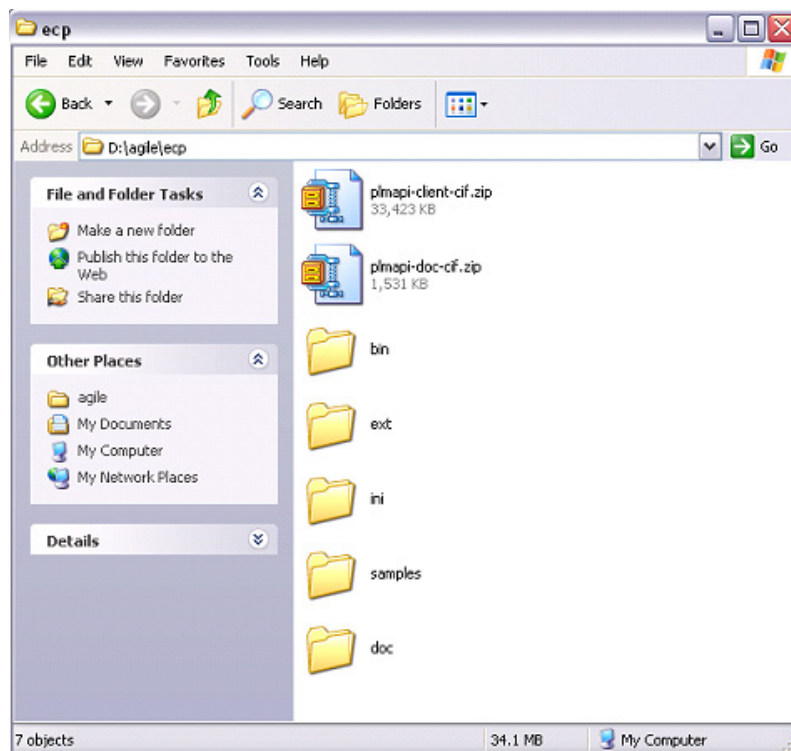 ecp
File Edit View Favorites Tools Help
Back Search Folders
Address D:\agile\ecp Go
File and Folder Tasks
Make a new folder
Publish this folder to the
Web
Share this folder
Other Places
agile
My Documents
My Computer
My Network Places
Details
plmapi-client-cif.zip
33,423 KB
plmapi-doc-cif.zip
1,531 KB
bin
ext
ini
samples
doc
7 objects 34.1 MB My Computer